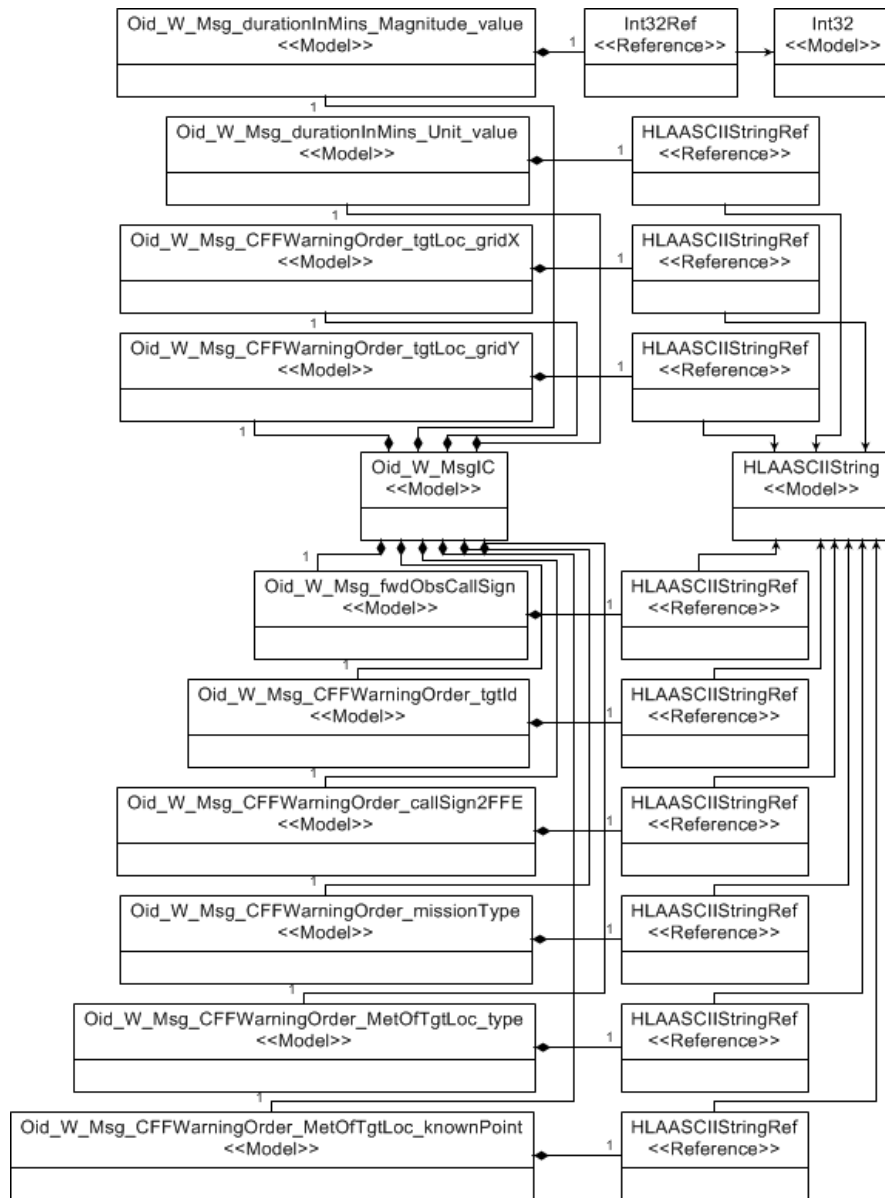 Oid_W_Msg_durationInMins_Magnitude_value
<<Model>>
1
Int32Ref
<<Reference>>
Int32
<<Model>>
1
Oid_W_Msg_durationInMins_Unit_value
<<Model>>
1
HLAASCIIStringRef
<<Reference>>
1
Oid_W_Msg_CFFWarningOrder_tgtLoc_gridX
<<Model>>
1
HLAASCIIStringRef
<<Reference>>
1
Oid_W_Msg_CFFWarningOrder_tgtLoc_gridY
<<Model>>
1
HLAASCIIStringRef
<<Reference>>
1
Oid_W_MsgIC
<<Model>>
HLAASCIIString
<<Model>>
1
Oid_W_Msg_fwdObsCallSign
<<Model>>
1
HLAASCIIStringRef
<<Reference>>
1
Oid_W_Msg_CFFWarningOrder_tgtId
<<Model>>
1
HLAASCIIStringRef
<<Reference>>
1
Oid_W_Msg_CFFWarningOrder_callSign2FFE
<<Model>>
1
HLAASCIIStringRef
<<Reference>>
1
Oid_W_Msg_CFFWarningOrder_missionType
<<Model>>
1
HLAASCIIStringRef
<<Reference>>
1
Oid_W_Msg_CFFWarningOrder_MetOfTgtLoc_type
<<Model>>
1
HLAASCIIStringRef
<<Reference>>
1
Oid_W_Msg_CFFWarningOrder_MetOfTgtLoc_knownPoint
<<Model>>
1
HLAASCIIStringRef
<<Reference>>